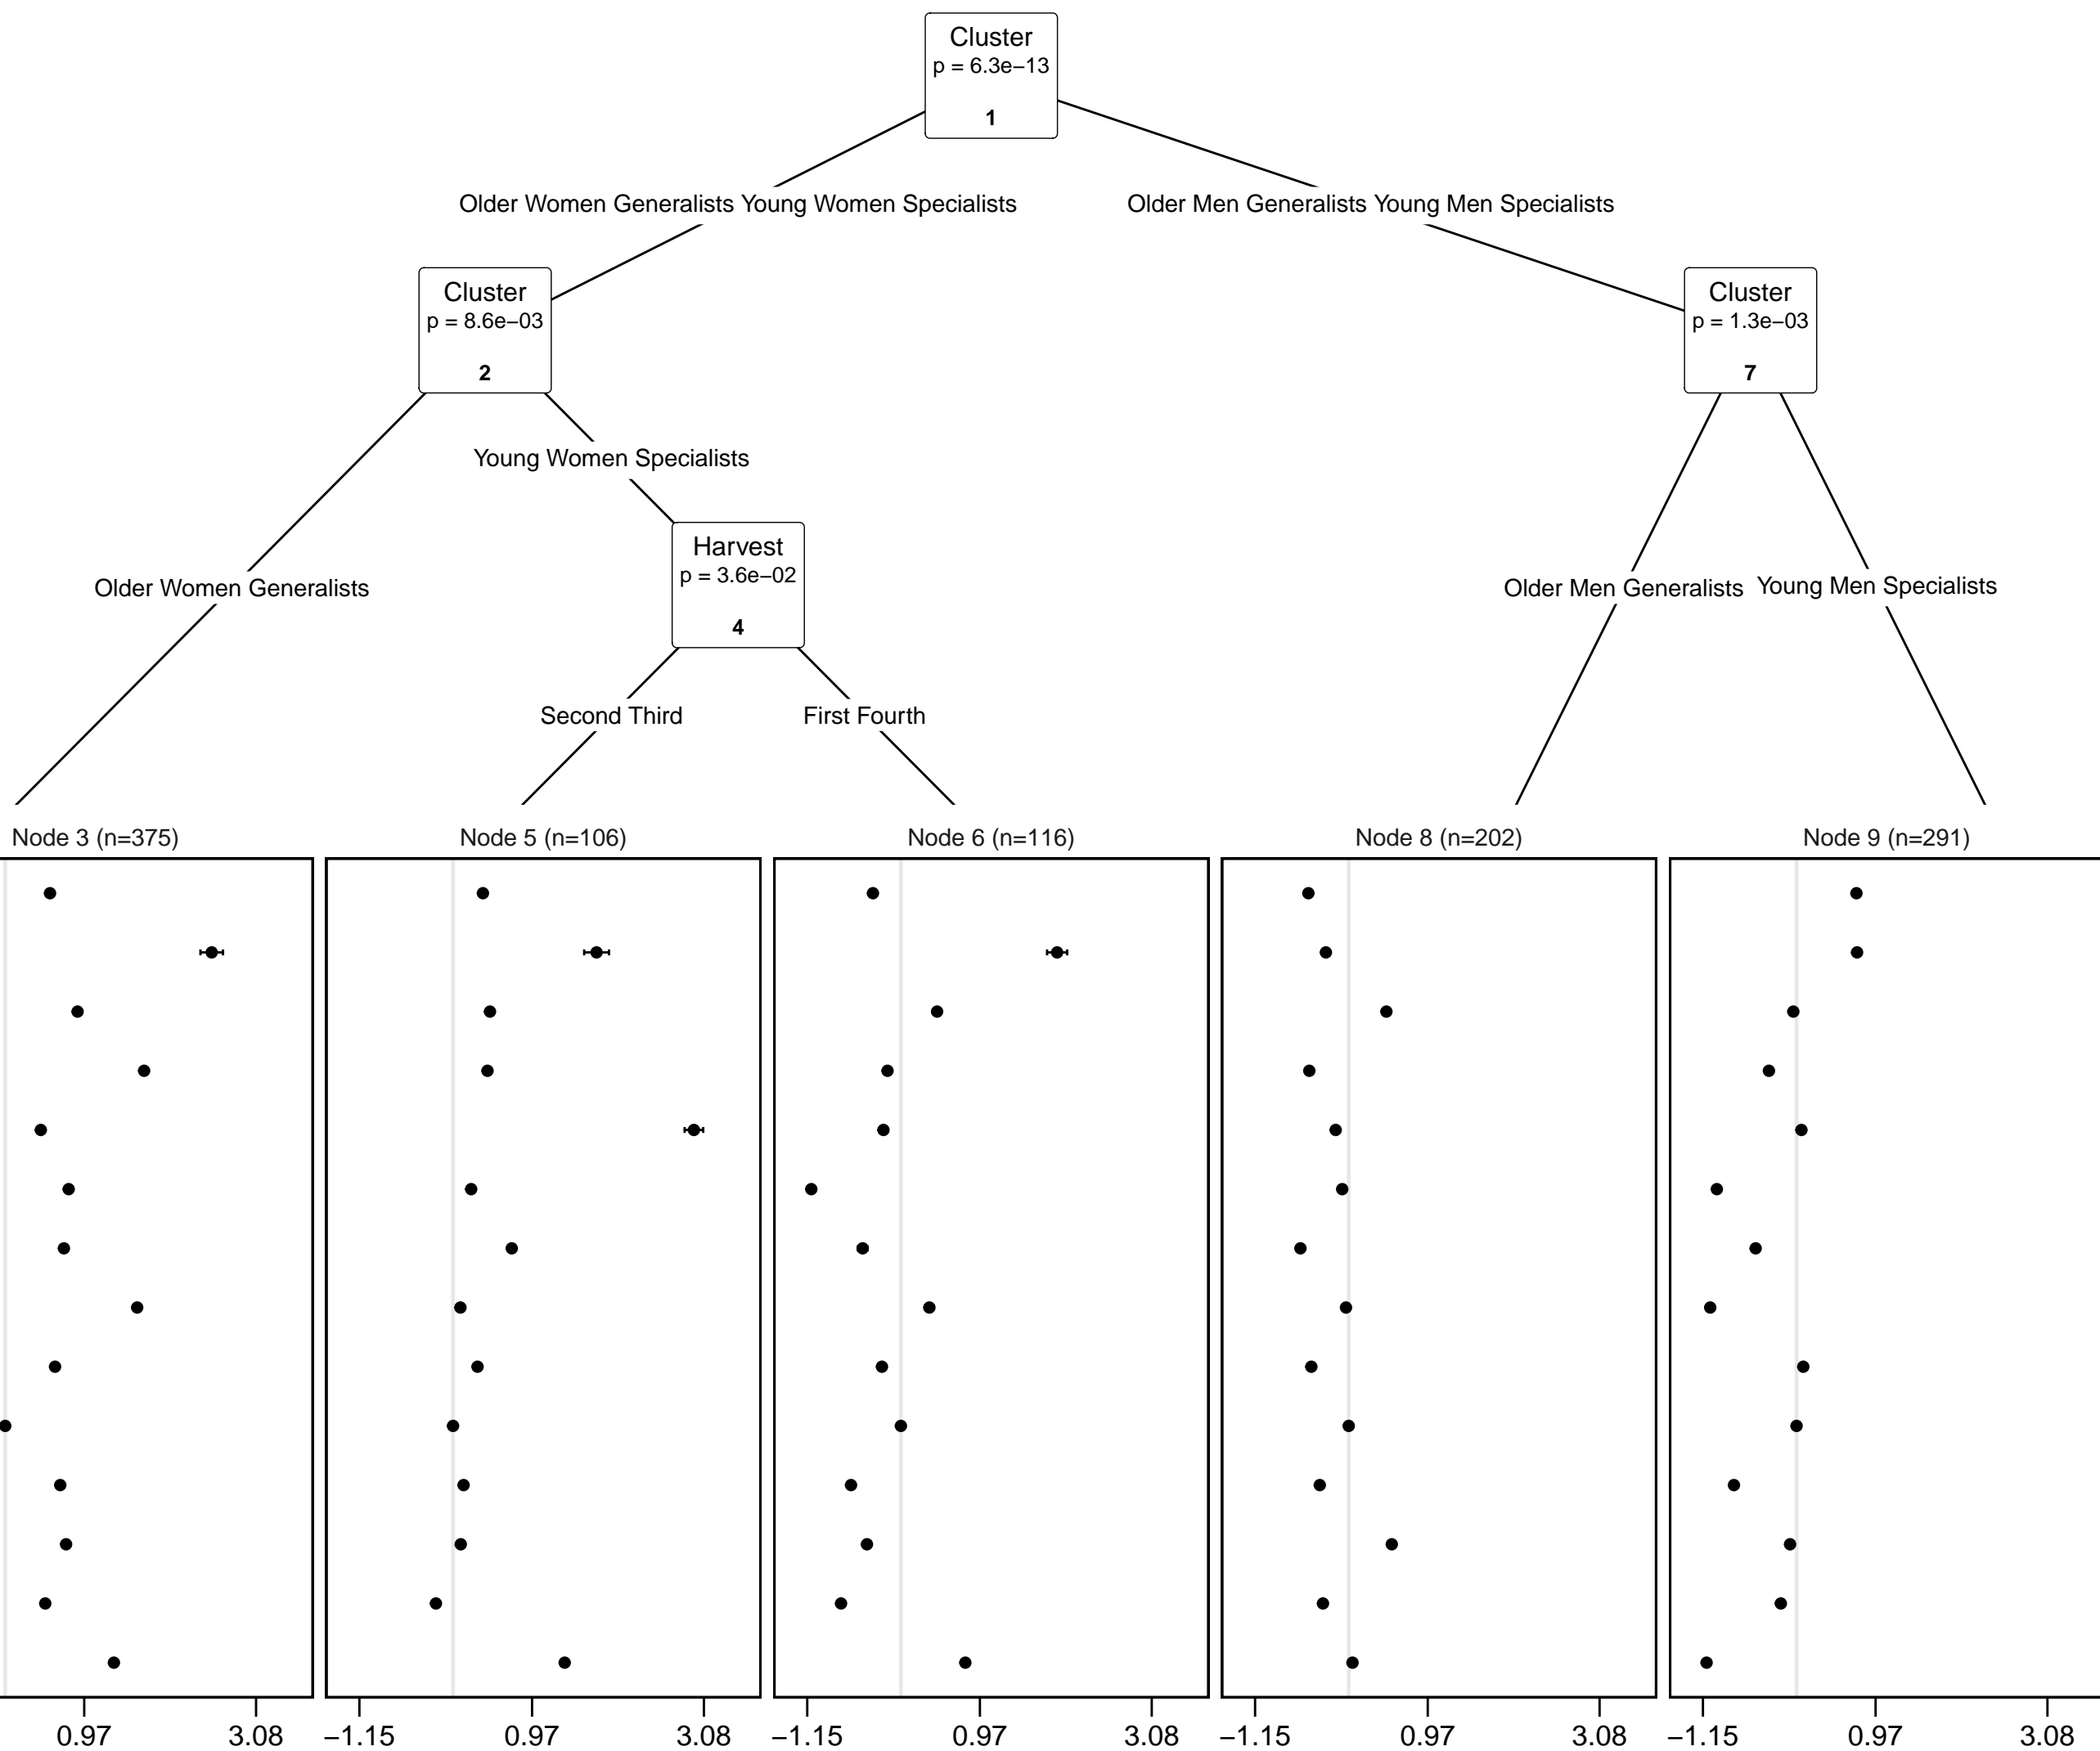 Cluster
p = 6.3e−13
1
Older Women Generalists Young Women Specialists
Older Men Generalists Young Men Specialists
Cluster
p = 8.6e−03
2
Cluster
p = 1.3e−03
7
Young Women Specialists
Harvest
p = 3.6e−02
4
Older Women Generalists
Older Men Generalists
Young Men Specialists
Second Third
First Fourth
Node 3 (n=375)
Node 5 (n=106)
Node 6 (n=116)
Node 8 (n=202)
Node 9 (n=291)
0.97 3.08
−1.15 0.97 3.08
−1.15 0.97 3.08
−1.15 0.97 3.08
−1.15 0.97 3.08